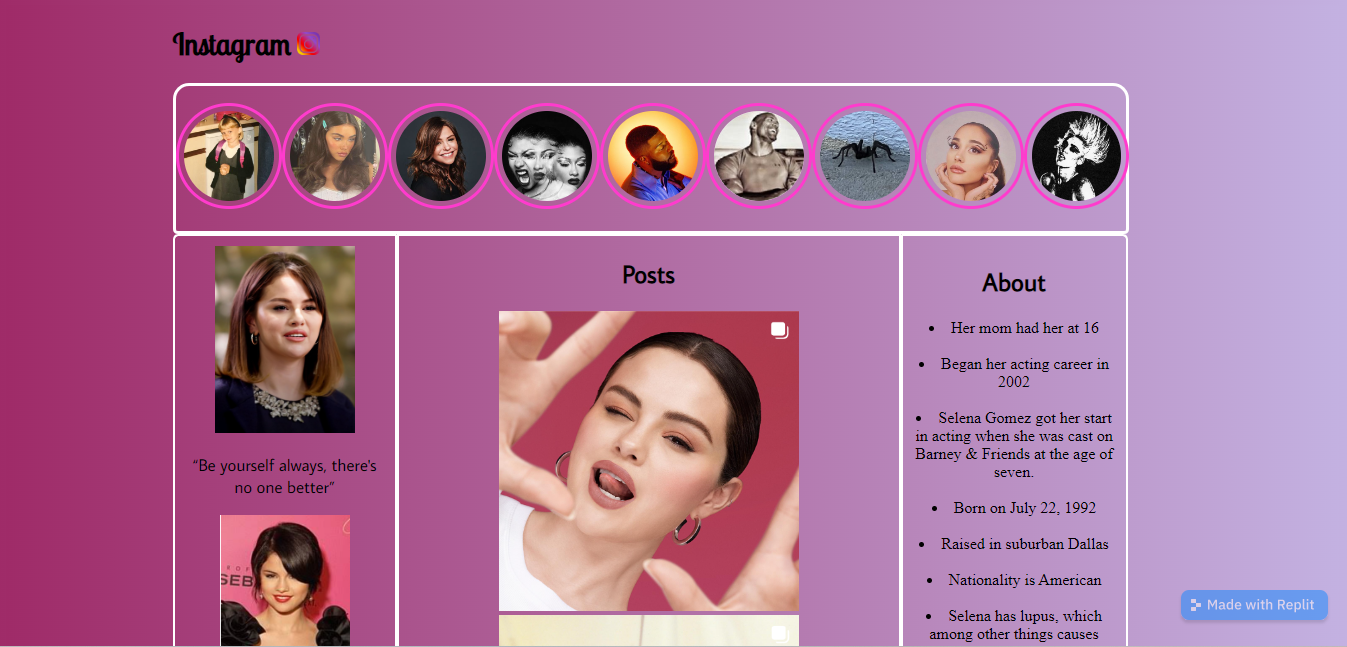 Instagram
“Be yourself always, there's
no one better”
SEB
Posts
About
• Her mom had her at 16
• Began her acting career in
2002
• Selena Gomez got her start
in acting when she was cast on
Barney & Friends at the age of
seven.
• Born on July 22, 1992
• Raised in suburban Dallas
• Nationality is American
• Selena has lupus, which
among other things causes
Made with Replit